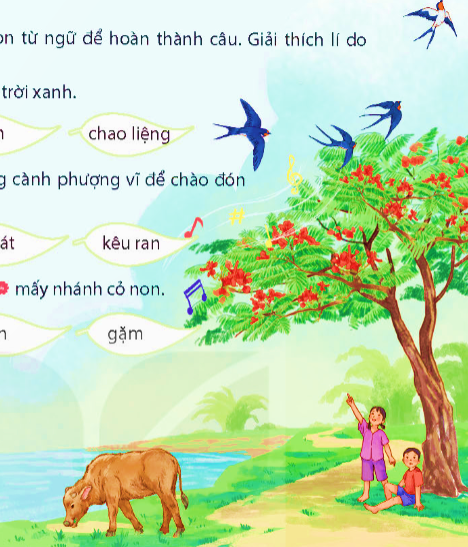 ọn từ ngữ để hoàn thành câu. Giải thích lí do
trời xanh.
n chao liệng
g cành phượng vĩ để chào đón
át kêu ran
mấy nhánh cỏ non.
n gặm